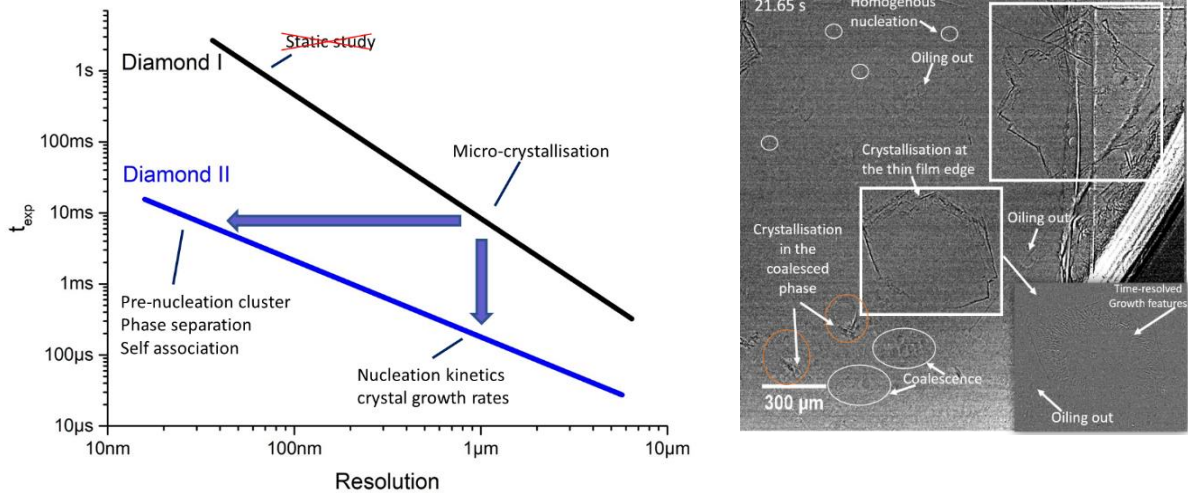 Diamond I
Static study
1s
100ms
Micro-crystallisation
Diamond II
10ms
t_exp
1ms
Pre-nucleation cluster
Phase separation
Self association
100µs
Nucleation kinetics
crystal growth rates
10µs
10nm
100nm
1µm
10µm
Resolution
21.65 s
Homogenous
nucleation
Oiling out
Crystallisation at
the thin film edge
Oiling out
Crystallisation
in the
coalesced
phase
Time-resolved
Growth features
Coalescence
300 µm
Oiling out